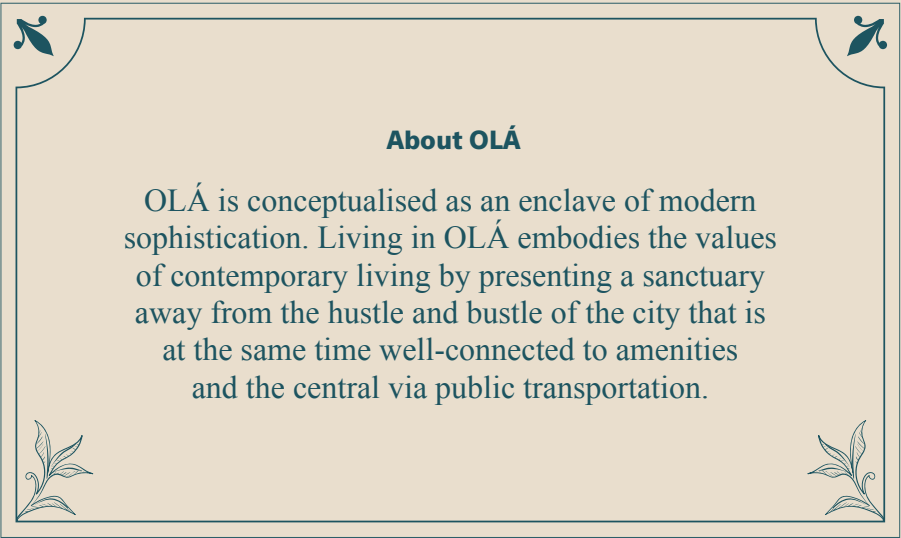 About OLÁ
OLÁ is conceptualised as an enclave of modern
sophistication. Living in OLÁ embodies the values
of contemporary living by presenting a sanctuary
away from the hustle and bustle of the city that is
at the same time well-connected to amenities
and the central via public transportation.